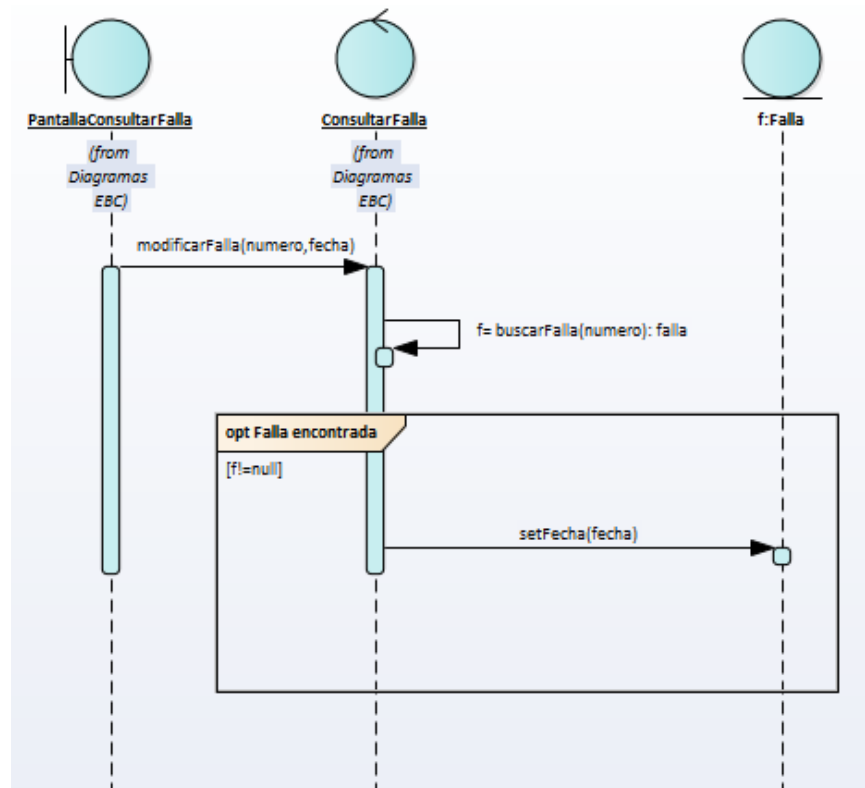 PantallaConsultarFalla
(from
Diagramas
EBC)
ConsultarFalla
(from
Diagramas
EBC)
f:Falla
modificarFalla(numero,fecha)
f= buscarFalla(numero): falla
opt Falla encontrada
[f!=null]
setFecha(fecha)